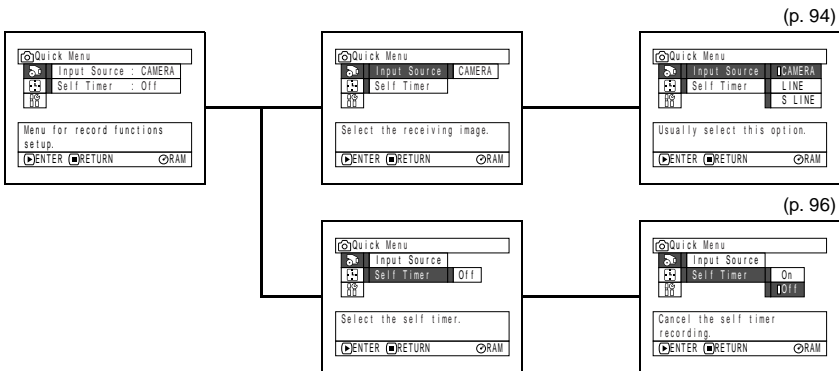 (p. 94)
Quick Menu
Input Source : CAMERA
Self Timer : Off
Menu for record functions
setup.
ENTER RETURN RAM
Quick Menu
Input Source CAMERA
Self Timer
Select the receiving image.
ENTER RETURN RAM
Quick Menu
Input Source CAMERA
Self Timer LINE
S LINE
Usually select this option.
ENTER RETURN RAM
(p. 96)
Quick Menu
Input Source
Self Timer Off
Select the self timer.
ENTER RETURN RAM
Quick Menu
Input Source
Self Timer On
Off
Cancel the self timer
recording.
ENTER RETURN RAM